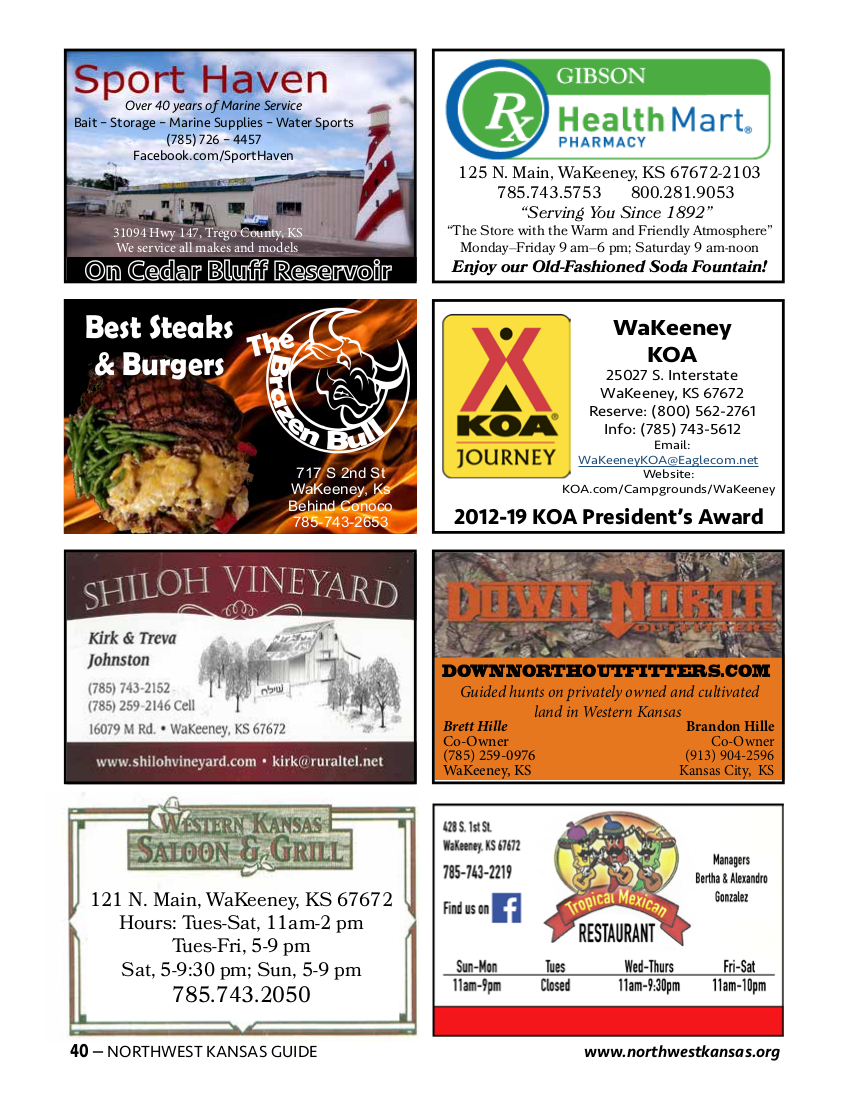 Sport Haven
Over 40 years of Marine Service
Bait – Storage – Marine Supplies – Water Sports
(785) 726 – 4457
Facebook.com/SportHaven
31094 Hwy 147, Trego County, KS
We service all makes and models
On Cedar Bluff Reservoir
GIBSON
Rx
Health Mart®
PHARMACY
125 N. Main, WaKeeney, KS 67672-2103
785.743.5753 800.281.9053
“Serving You Since 1892”
“The Store with the Warm and Friendly Atmosphere”
Monday–Friday 9 am–6 pm; Saturday 9 am-noon
Enjoy our Old-Fashioned Soda Fountain!
Best Steaks
& Burgers
The
Brazen Bull
717 S 2nd St
WaKeeney, Ks
Behind Conoco
785-743-2653
KOA®
JOURNEY
WaKeeney
KOA
25027 S. Interstate
WaKeeney, KS 67672
Reserve: (800) 562-2761
Info: (785) 743-5612
Email:
WaKeeneyKOA@Eaglecom.net
Website:
KOA.com/Campgrounds/WaKeeney
2012-19 KOA President’s Award
SHILOH VINEYARD
Kirk & Treva
Johnston
(785) 743-2152
(785) 259-2146 Cell
16079 M Rd. • WaKeeney, KS 67672
www.shilohvineyard.com • kirk@ruraltel.net
DOWN NORTH
OUTFITTERS
DOWNNORTHOUTFITTERS.COM
Guided hunts on privately owned and cultivated
land in Western Kansas
Brett Hille
Co-Owner
(785) 259-0976
WaKeeney, KS
Brandon Hille
Co-Owner
(913) 904-2596
Kansas City, KS
WESTERN KANSAS
SALOON & GRILL
121 N. Main, WaKeeney, KS 67672
Hours: Tues-Sat, 11am-2 pm
Tues-Fri, 5-9 pm
Sat, 5-9:30 pm; Sun, 5-9 pm
785.743.2050
428 S. 1st St.
WaKeeney, KS 67672
785-743-2219
Find us on f
Tropical Mexican
RESTAURANT
Managers
Bertha & Alexandro
Gonzalez
Sun-Mon Tues Wed-Thurs Fri-Sat
11am-9pm Closed 11am-9:30pm 11am-10pm
40 – NORTHWEST KANSAS GUIDE
www.northwestkansas.org